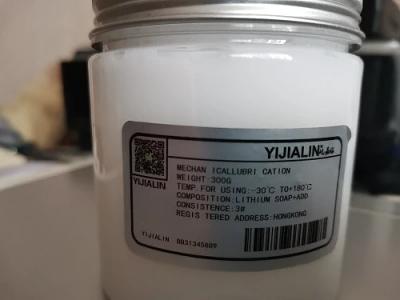 YIJIALIN
MECHAN ICALLUBRI CATION
WEIGHT:300G
TEMP.FOR USING:-30℃ TO+180℃
COMPOSITION:LITHIUM SOAP+ADD
CONSISTENCE:3#
REGIS TERED ADDRESS:HONGKONG
YIJIALIN
YIJIALIN 0031345609